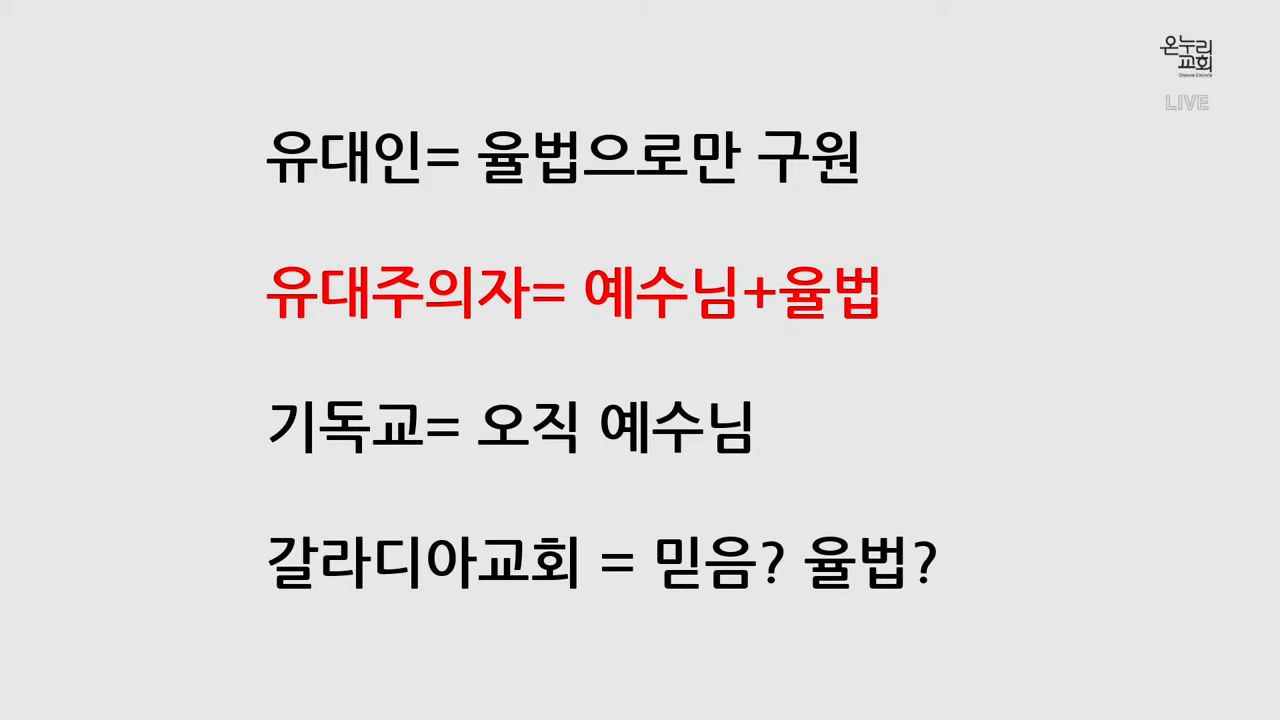 온누리
교회
ONNURI CHURCH
LIVE
유대인= 율법으로만 구원
유대주의자= 예수님+율법
기독교= 오직 예수님
갈라디아교회 = 믿음? 율법?